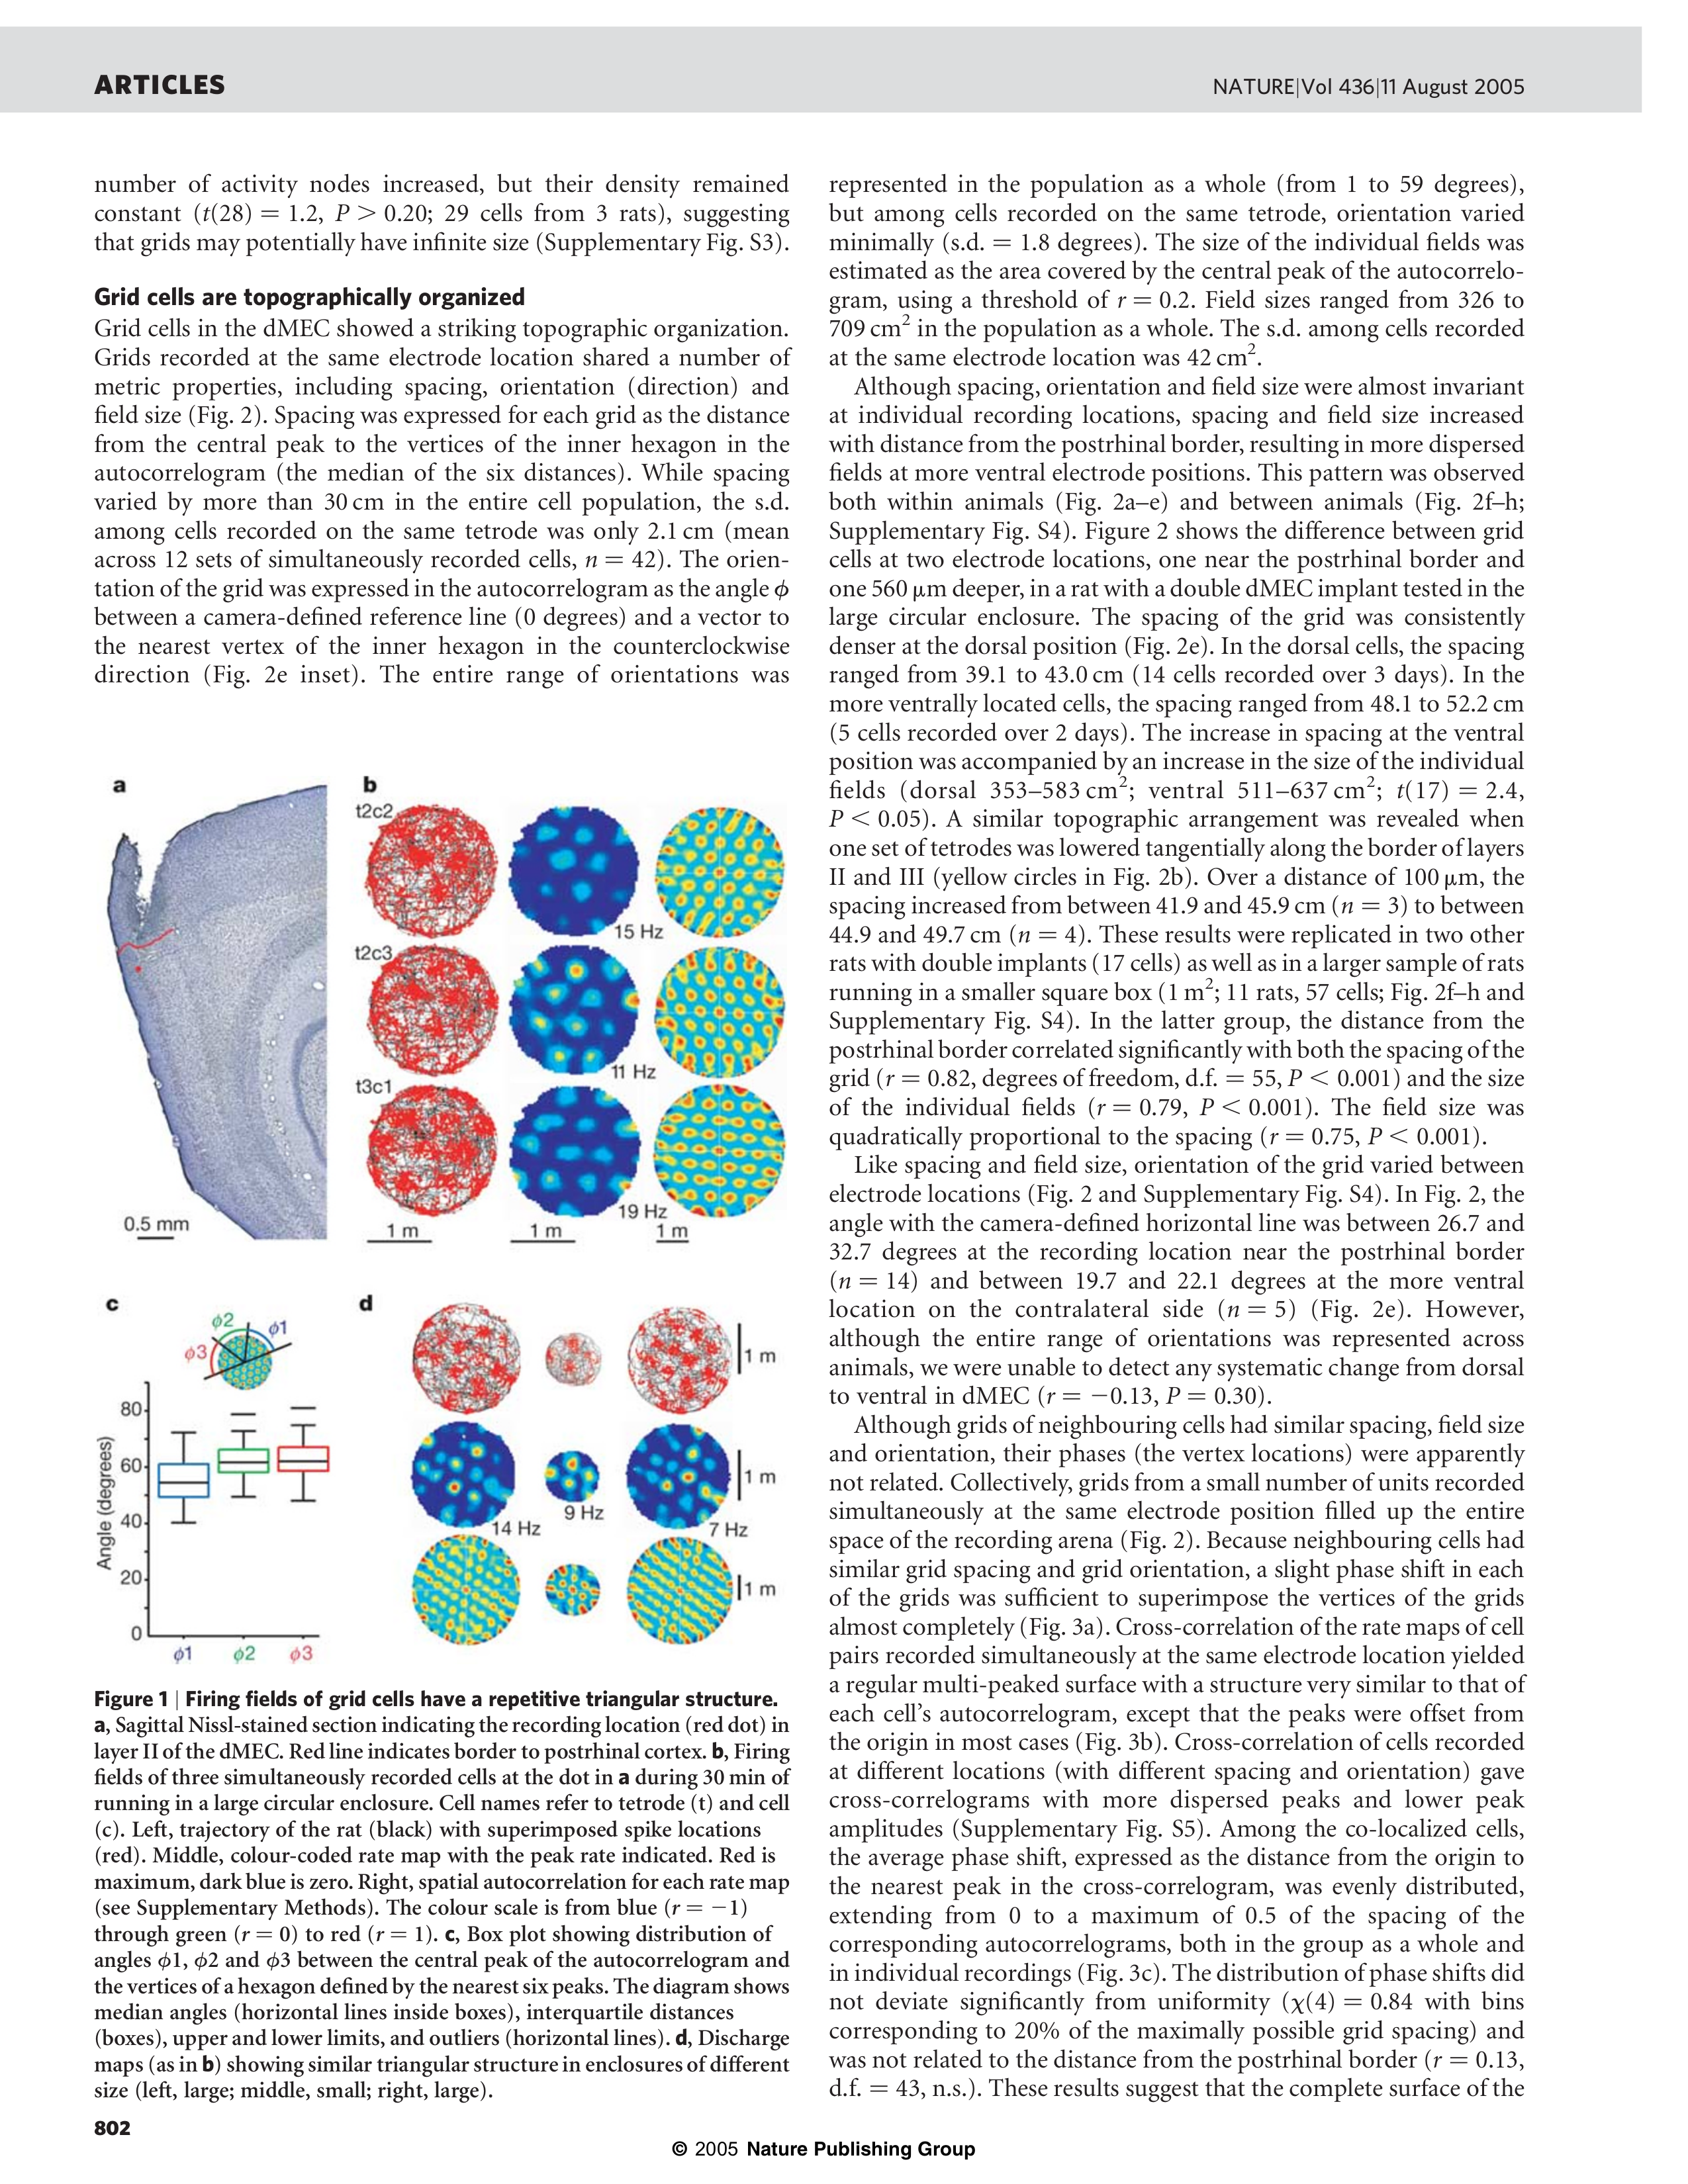 ARTICLES
NATURE|Vol 436|11 August 2005
number of activity nodes increased, but their density remained
constant (t(28) = 1.2, P > 0.20; 29 cells from 3 rats), suggesting
that grids may potentially have infinite size (Supplementary Fig. S3).
Grid cells are topographically organized
Grid cells in the dMEC showed a striking topographic organization.
Grids recorded at the same electrode location shared a number of
metric properties, including spacing, orientation (direction) and
field size (Fig. 2). Spacing was expressed for each grid as the distance
from the central peak to the vertices of the inner hexagon in the
autocorrelogram (the median of the six distances). While spacing
varied by more than 30 cm in the entire cell population, the s.d.
among cells recorded on the same tetrode was only 2.1 cm (mean
across 12 sets of simultaneously recorded cells, n = 42). The orien-
tation of the grid was expressed in the autocorrelogram as the angle ϕ
between a camera-defined reference line (0 degrees) and a vector to
the nearest vertex of the inner hexagon in the counterclockwise
direction (Fig. 2e inset). The entire range of orientations was
a
0.5 mm
b
t2c2
15 Hz
t2c3
11 Hz
t3c1
19 Hz
1 m
1 m
1 m
c
ϕ2
ϕ1
ϕ3
Angle (degrees)
80
60
40
20
0
ϕ1
ϕ2
ϕ3
d
1 m
14 Hz
9 Hz
7 Hz
1 m
1 m
Figure 1 | Firing fields of grid cells have a repetitive triangular structure.
a, Sagittal Nissl-stained section indicating the recording location (red dot) in
layer II of the dMEC. Red line indicates border to postrhinal cortex. b, Firing
fields of three simultaneously recorded cells at the dot in a during 30 min of
running in a large circular enclosure. Cell names refer to tetrode (t) and cell
(c). Left, trajectory of the rat (black) with superimposed spike locations
(red). Middle, colour-coded rate map with the peak rate indicated. Red is
maximum, dark blue is zero. Right, spatial autocorrelation for each rate map
(see Supplementary Methods). The colour scale is from blue (r = −1)
through green (r = 0) to red (r = 1). c, Box plot showing distribution of
angles ϕ1, ϕ2 and ϕ3 between the central peak of the autocorrelogram and
the vertices of a hexagon defined by the nearest six peaks. The diagram shows
median angles (horizontal lines inside boxes), interquartile distances
(boxes), upper and lower limits, and outliers (horizontal lines). d, Discharge
maps (as in b) showing similar triangular structure in enclosures of different
size (left, large; middle, small; right, large).
represented in the population as a whole (from 1 to 59 degrees),
but among cells recorded on the same tetrode, orientation varied
minimally (s.d. = 1.8 degrees). The size of the individual fields was
estimated as the area covered by the central peak of the autocorrelo-
gram, using a threshold of r = 0.2. Field sizes ranged from 326 to
709 cm² in the population as a whole. The s.d. among cells recorded
at the same electrode location was 42 cm².
Although spacing, orientation and field size were almost invariant
at individual recording locations, spacing and field size increased
with distance from the postrhinal border, resulting in more dispersed
fields at more ventral electrode positions. This pattern was observed
both within animals (Fig. 2a–e) and between animals (Fig. 2f–h;
Supplementary Fig. S4). Figure 2 shows the difference between grid
cells at two electrode locations, one near the postrhinal border and
one 560 μm deeper, in a rat with a double dMEC implant tested in the
large circular enclosure. The spacing of the grid was consistently
denser at the dorsal position (Fig. 2e). In the dorsal cells, the spacing
ranged from 39.1 to 43.0 cm (14 cells recorded over 3 days). In the
more ventrally located cells, the spacing ranged from 48.1 to 52.2 cm
(5 cells recorded over 2 days). The increase in spacing at the ventral
position was accompanied by an increase in the size of the individual
fields (dorsal 353–583 cm²; ventral 511–637 cm²; t(17) = 2.4,
P < 0.05). A similar topographic arrangement was revealed when
one set of tetrodes was lowered tangentially along the border of layers
II and III (yellow circles in Fig. 2b). Over a distance of 100 μm, the
spacing increased from between 41.9 and 45.9 cm (n = 3) to between
44.9 and 49.7 cm (n = 4). These results were replicated in two other
rats with double implants (17 cells) as well as in a larger sample of rats
running in a smaller square box (1 m²; 11 rats, 57 cells; Fig. 2f–h and
Supplementary Fig. S4). In the latter group, the distance from the
postrhinal border correlated significantly with both the spacing of the
grid (r = 0.82, degrees of freedom, d.f. = 55, P < 0.001) and the size
of the individual fields (r = 0.79, P < 0.001). The field size was
quadratically proportional to the spacing (r = 0.75, P < 0.001).
Like spacing and field size, orientation of the grid varied between
electrode locations (Fig. 2 and Supplementary Fig. S4). In Fig. 2, the
angle with the camera-defined horizontal line was between 26.7 and
32.7 degrees at the recording location near the postrhinal border
(n = 14) and between 19.7 and 22.1 degrees at the more ventral
location on the contralateral side (n = 5) (Fig. 2e). However,
although the entire range of orientations was represented across
animals, we were unable to detect any systematic change from dorsal
to ventral in dMEC (r = −0.13, P = 0.30).
Although grids of neighbouring cells had similar spacing, field size
and orientation, their phases (the vertex locations) were apparently
not related. Collectively, grids from a small number of units recorded
simultaneously at the same electrode position filled up the entire
space of the recording arena (Fig. 2). Because neighbouring cells had
similar grid spacing and grid orientation, a slight phase shift in each
of the grids was sufficient to superimpose the vertices of the grids
almost completely (Fig. 3a). Cross-correlation of the rate maps of cell
pairs recorded simultaneously at the same electrode location yielded
a regular multi-peaked surface with a structure very similar to that of
each cell's autocorrelogram, except that the peaks were offset from
the origin in most cases (Fig. 3b). Cross-correlation of cells recorded
at different locations (with different spacing and orientation) gave
cross-correlograms with more dispersed peaks and lower peak
amplitudes (Supplementary Fig. S5). Among the co-localized cells,
the average phase shift, expressed as the distance from the origin to
the nearest peak in the cross-correlogram, was evenly distributed,
extending from 0 to a maximum of 0.5 of the spacing of the
corresponding autocorrelograms, both in the group as a whole and
in individual recordings (Fig. 3c). The distribution of phase shifts did
not deviate significantly from uniformity (χ(4) = 0.84 with bins
corresponding to 20% of the maximally possible grid spacing) and
was not related to the distance from the postrhinal border (r = 0.13,
d.f. = 43, n.s.). These results suggest that the complete surface of the
802
© 2005 Nature Publishing Group